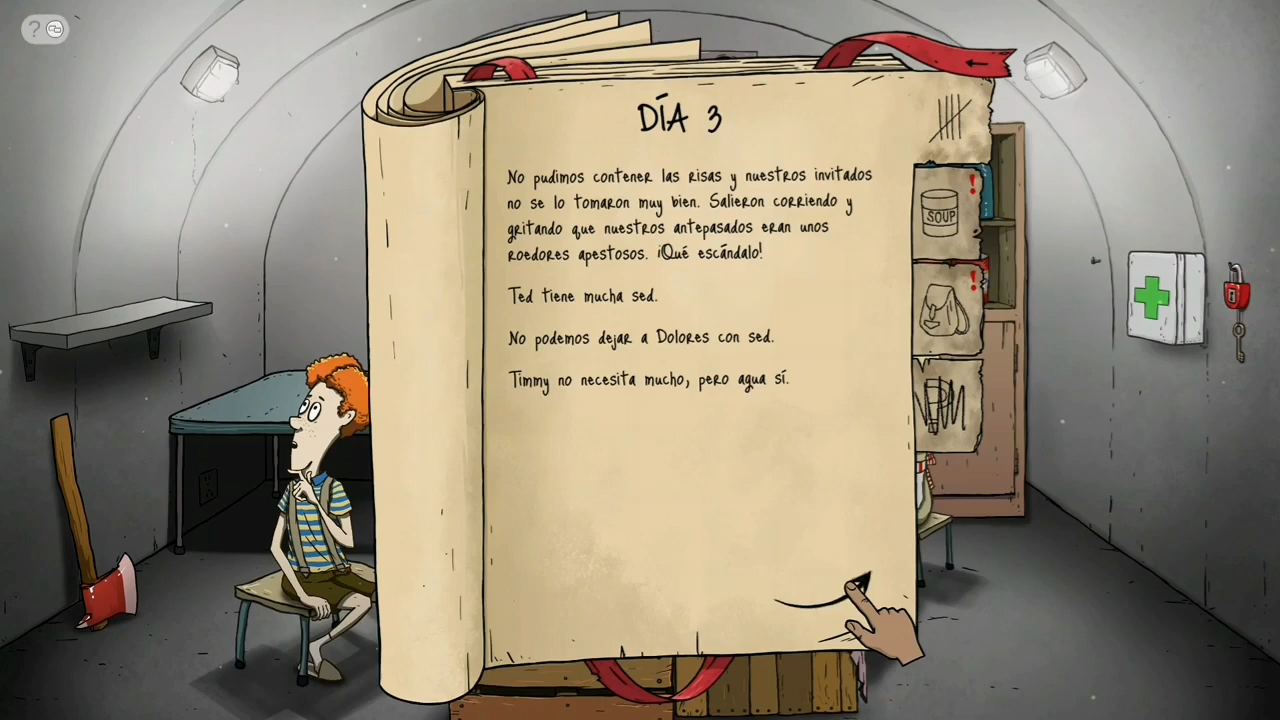 ?
DÍA 3
No pudimos contener las risas y nuestros invitados
no se lo tomaron muy bien. Salieron corriendo y
gritando que nuestros antepasados eran unos
roedores apestosos. ¡Qué escándalo!
Ted tiene mucha sed.
No podemos dejar a Dolores con sed.
Timmy no necesita mucho, pero agua sí.
!
SOUP
!